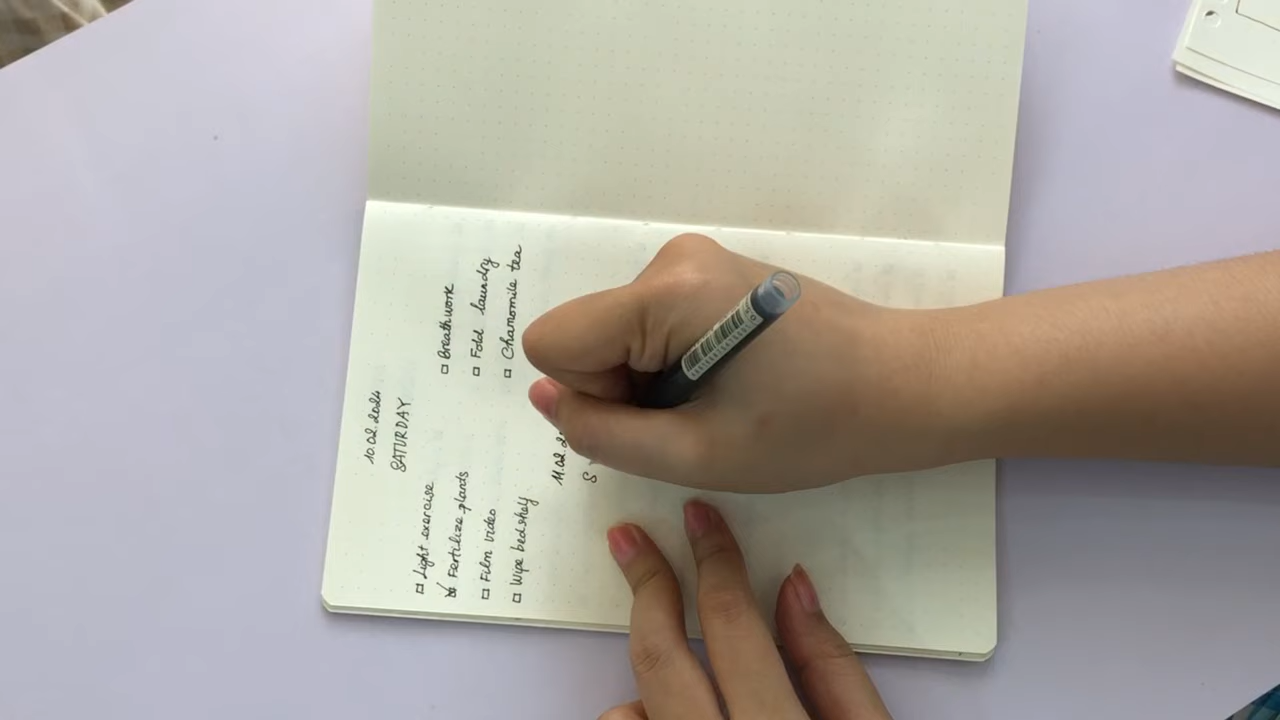 10.02.2024
SATURDAY
□ Light exercise
☑ Fertilize plants
□ Film video
□ Wipe bedshelf
□ Breathwork
□ Fold laundry
□ Chamomile tea
11.02.2
S